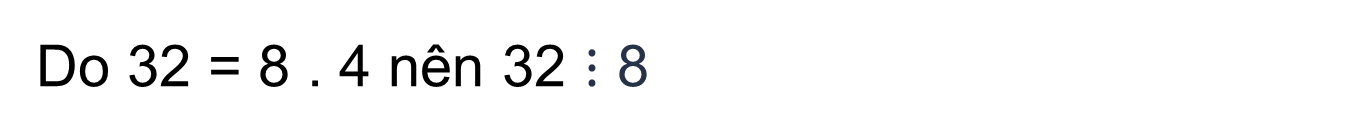 Do 32 = 8 . 4 nên 32 ⋮ 8